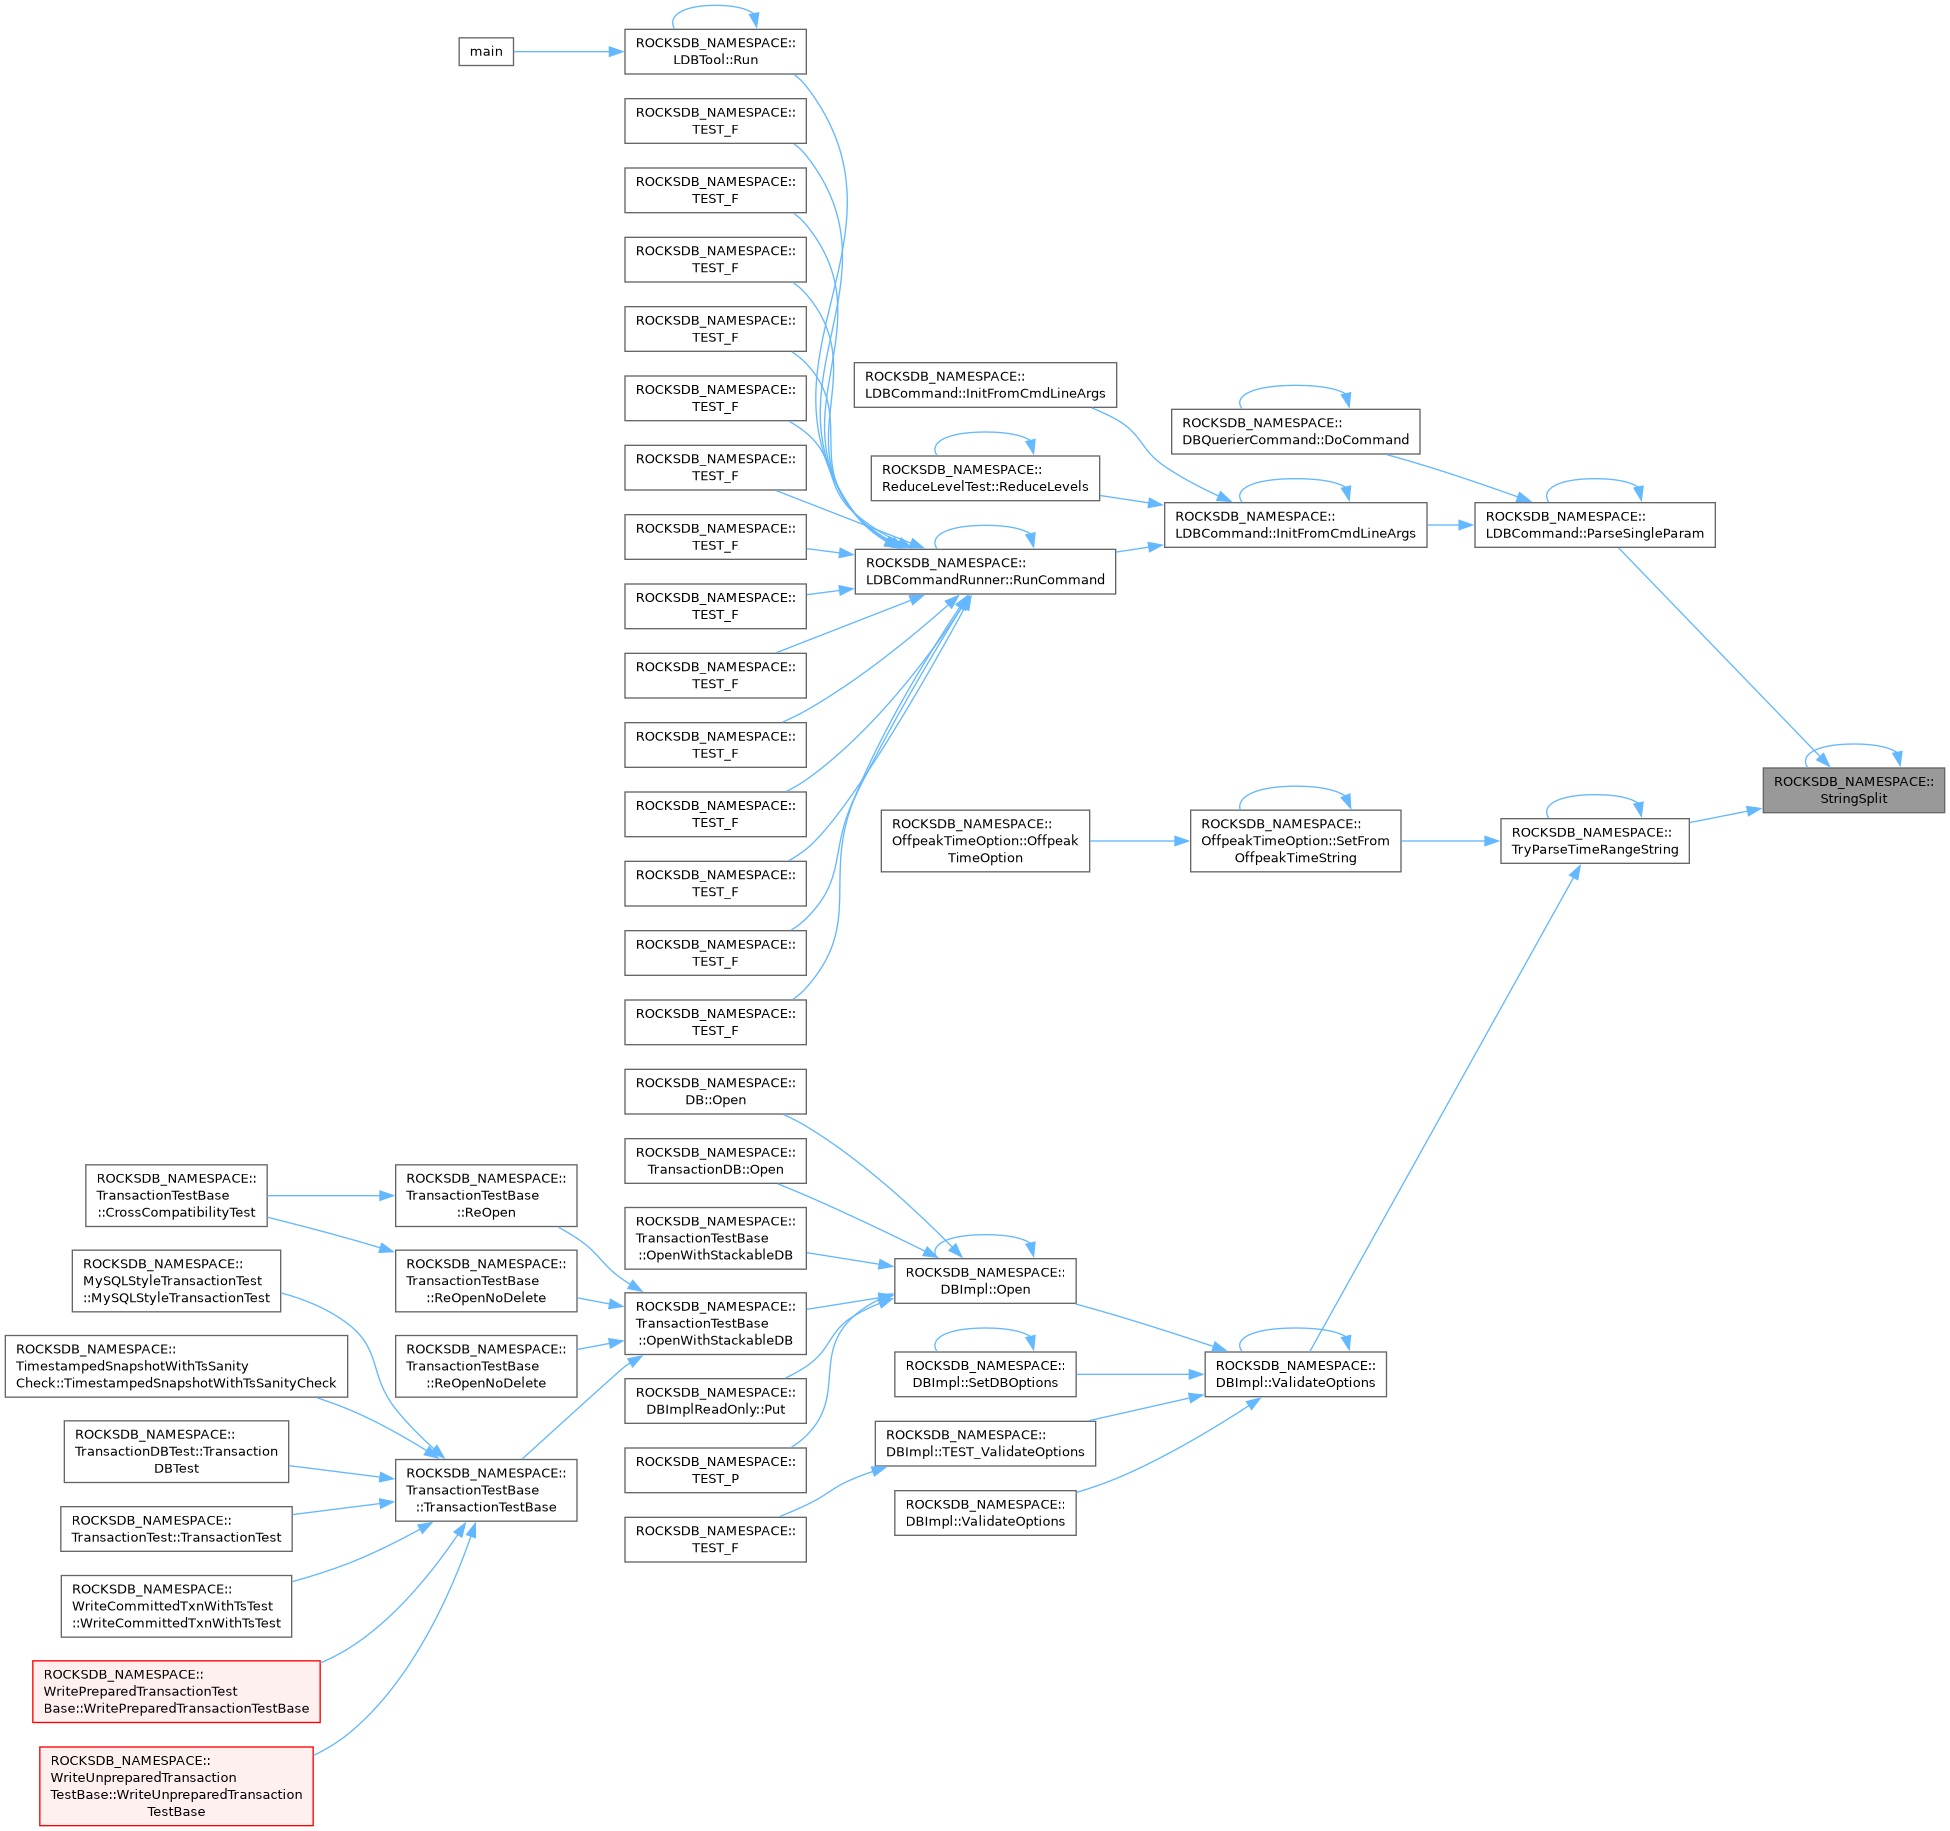 main
ROCKSDB_NAMESPACE::
LDBTool::Run
ROCKSDB_NAMESPACE::
TEST_F
ROCKSDB_NAMESPACE::
TEST_F
ROCKSDB_NAMESPACE::
TEST_F
ROCKSDB_NAMESPACE::
TEST_F
ROCKSDB_NAMESPACE::
TEST_F
ROCKSDB_NAMESPACE::
TEST_F
ROCKSDB_NAMESPACE::
TEST_F
ROCKSDB_NAMESPACE::
TEST_F
ROCKSDB_NAMESPACE::
TEST_F
ROCKSDB_NAMESPACE::
TEST_F
ROCKSDB_NAMESPACE::
TEST_F
ROCKSDB_NAMESPACE::
TEST_F
ROCKSDB_NAMESPACE::
TEST_F
ROCKSDB_NAMESPACE::
TEST_F
ROCKSDB_NAMESPACE::
LDBCommand::InitFromCmdLineArgs
ROCKSDB_NAMESPACE::
ReduceLevelTest::ReduceLevels
ROCKSDB_NAMESPACE::
LDBCommandRunner::RunCommand
ROCKSDB_NAMESPACE::
DBQuerierCommand::DoCommand
ROCKSDB_NAMESPACE::
LDBCommand::InitFromCmdLineArgs
ROCKSDB_NAMESPACE::
LDBCommand::ParseSingleParam
ROCKSDB_NAMESPACE::
StringSplit
ROCKSDB_NAMESPACE::
OffpeakTimeOption::Offpeak
TimeOption
ROCKSDB_NAMESPACE::
OffpeakTimeOption::SetFrom
OffpeakTimeString
ROCKSDB_NAMESPACE::
TryParseTimeRangeString
ROCKSDB_NAMESPACE::
DB::Open
ROCKSDB_NAMESPACE::
TransactionDB::Open
ROCKSDB_NAMESPACE::
TransactionTestBase
::OpenWithStackableDB
ROCKSDB_NAMESPACE::
TransactionTestBase
::OpenWithStackableDB
ROCKSDB_NAMESPACE::
DBImplReadOnly::Put
ROCKSDB_NAMESPACE::
TEST_P
ROCKSDB_NAMESPACE::
TEST_F
ROCKSDB_NAMESPACE::
DBImpl::Open
ROCKSDB_NAMESPACE::
DBImpl::SetDBOptions
ROCKSDB_NAMESPACE::
DBImpl::TEST_ValidateOptions
ROCKSDB_NAMESPACE::
DBImpl::ValidateOptions
ROCKSDB_NAMESPACE::
DBImpl::ValidateOptions
ROCKSDB_NAMESPACE::
TransactionTestBase
::ReOpen
ROCKSDB_NAMESPACE::
TransactionTestBase
::ReOpenNoDelete
ROCKSDB_NAMESPACE::
TransactionTestBase
::ReOpenNoDelete
ROCKSDB_NAMESPACE::
TransactionTestBase
::TransactionTestBase
ROCKSDB_NAMESPACE::
TransactionTestBase
::CrossCompatibilityTest
ROCKSDB_NAMESPACE::
MySQLStyleTransactionTest
::MySQLStyleTransactionTest
ROCKSDB_NAMESPACE::
TimestampedSnapshotWithTsSanity
Check::TimestampedSnapshotWithTsSanityCheck
ROCKSDB_NAMESPACE::
TransactionDBTest::Transaction
DBTest
ROCKSDB_NAMESPACE::
TransactionTest::TransactionTest
ROCKSDB_NAMESPACE::
WriteCommittedTxnWithTsTest
::WriteCommittedTxnWithTsTest
ROCKSDB_NAMESPACE::
WritePreparedTransactionTest
Base::WritePreparedTransactionTestBase
ROCKSDB_NAMESPACE::
WriteUnpreparedTransaction
TestBase::WriteUnpreparedTransaction
TestBase